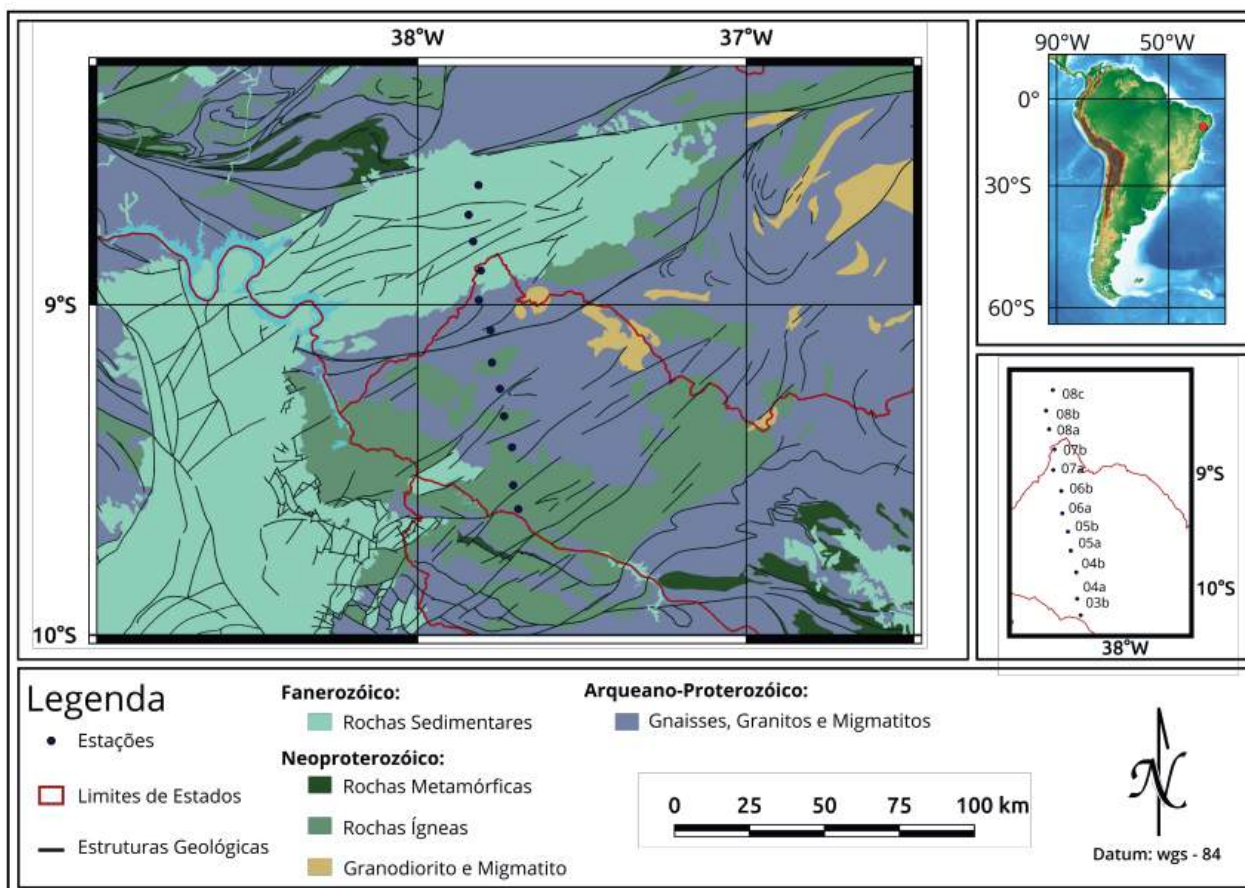 38°W
37°W
9°S
10°S
90°W
50°W
0°
30°S
60°S
08c
08b
08a
07b
07a
06b
06a
05b
05a
04b
04a
03b
9°S
10°S
38°W
Legenda
Estações
Limites de Estados
Estruturas Geológicas
Fanerozóico:
Rochas Sedimentares
Neoproterozóico:
Rochas Metamórficas
Rochas Ígneas
Granodiorito e Migmatito
Arqueano-Proterozóico:
Gnaisses, Granitos e Migmatitos
0 25 50 75 100 km
N
Datum: wgs - 84